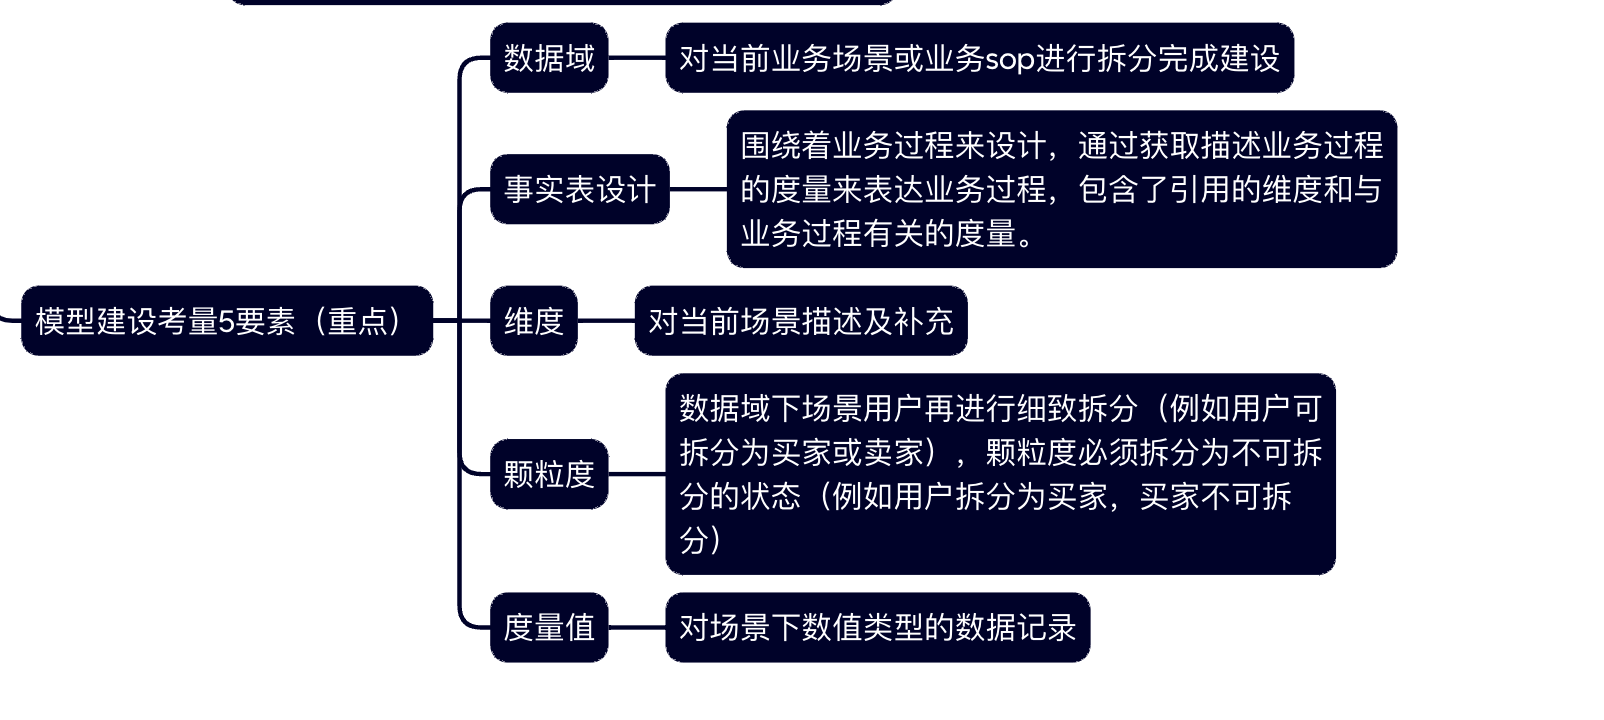 数据域
对当前业务场景或业务sop进行拆分完成建设
事实表设计
围绕着业务过程来设计，通过获取描述业务过程
的度量来表达业务过程，包含了引用的维度和与
业务过程有关的度量。
模型建设考量5要素（重点）
维度
对当前场景描述及补充
颗粒度
数据域下场景用户再进行细致拆分（例如用户可
拆分为买家或卖家），颗粒度必须拆分为不可拆
分的状态（例如用户拆分为买家，买家不可拆
分）
度量值
对场景下数值类型的数据记录